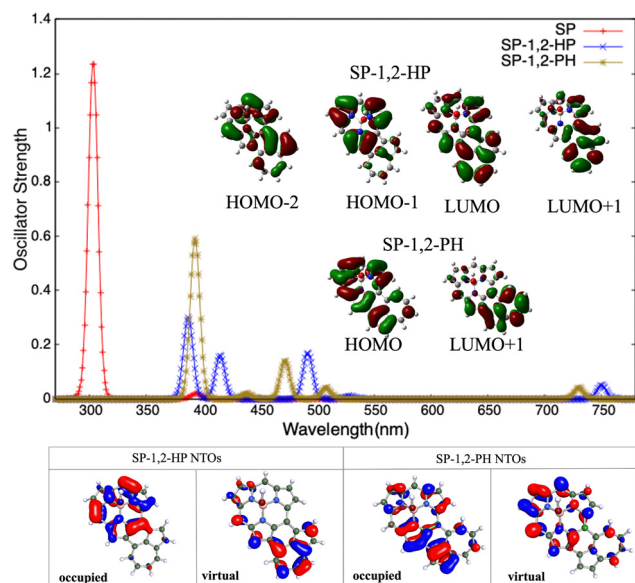 SP
SP-1,2-HP
SP-1,2-PH
1.4
1.2
1
0.8
0.6
0.4
0.2
0
Oscillator Strength
SP-1,2-HP
HOMO-2
HOMO-1
LUMO
LUMO+1
SP-1,2-PH
HOMO
LUMO+1
300 350 400 450 500 550 600 650 700 750
Wavelength(nm)
SP-1,2-HP NTOs
SP-1,2-PH NTOs
occupied
virtual
occupied
virtual